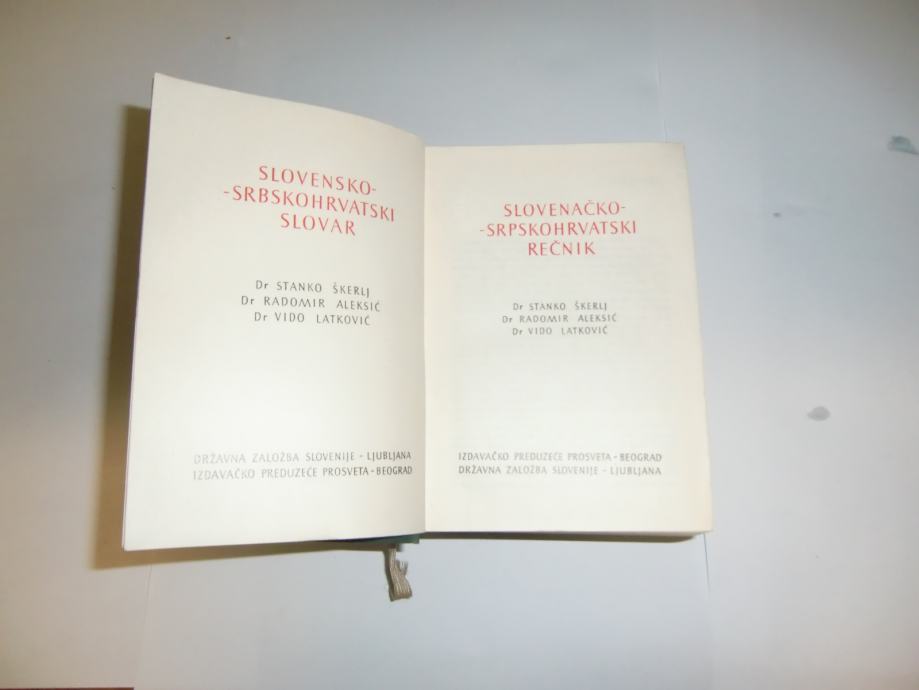 SLOVENSKO-
-SRBSKOHRVATSKI
SLOVAR
Dr STANKO ŠKERLJ
Dr RADOMIR ALEKSIĆ
Dr VIDO LATKOVIĆ
DRŽAVNA ZALOŽBA SLOVENIJE - LJUBLJANA
IZDAVAČKO PREDUZEĆE PROSVETA - BEOGRAD
SLOVENAČKO-
-SRPSKOHRVATSKI
REČNIK
Dr STANKO ŠKERLJ
Dr RADOMIR ALEKSIĆ
Dr VIDO LATKOVIĆ
IZDAVAČKO PREDUZEĆE PROSVETA - BEOGRAD
DRŽAVNA ZALOŽBA SLOVENIJE - LJUBLJANA